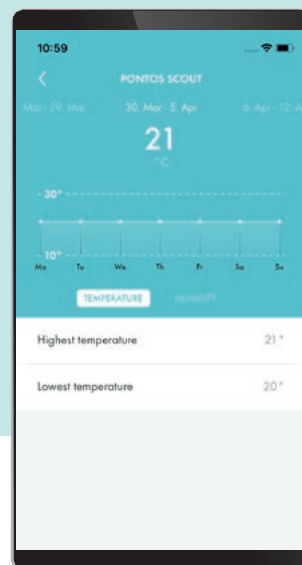 10:59
PONTOS SCOUT
Mar - 29. Mar. 30. Mar - 5. Apr. 6. Apr - 12. A
21
°C
30°
10°
Mo Tu We Th Fr Sa Su
TEMPERATURE HUMIDITY
Highest temperature 21 °
Lowest temperature 20 °